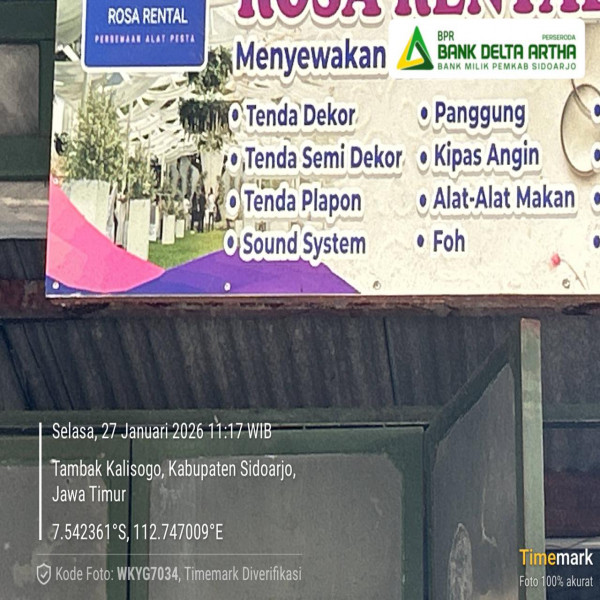 ROSA RENTAL
PERSEWAAN ALAT PESTA
ROSA RENTAL
Menyewakan
BPR PERSERODA
BANK DELTA ARTHA
BANK MILIK PEMKAB SIDOARJO
• Tenda Dekor
• Tenda Semi Dekor
• Tenda Plapon
• Sound System
• Panggung
• Kipas Angin
• Alat-Alat Makan
• Foh
Selasa, 27 Januari 2026 11:17 WIB
Tambak Kalisogo, Kabupaten Sidoarjo,
Jawa Timur
7.542361°S, 112.747009°E
Kode Foto: WKYG7034, Timemark Diverifikasi
Timemark
Foto 100% akurat